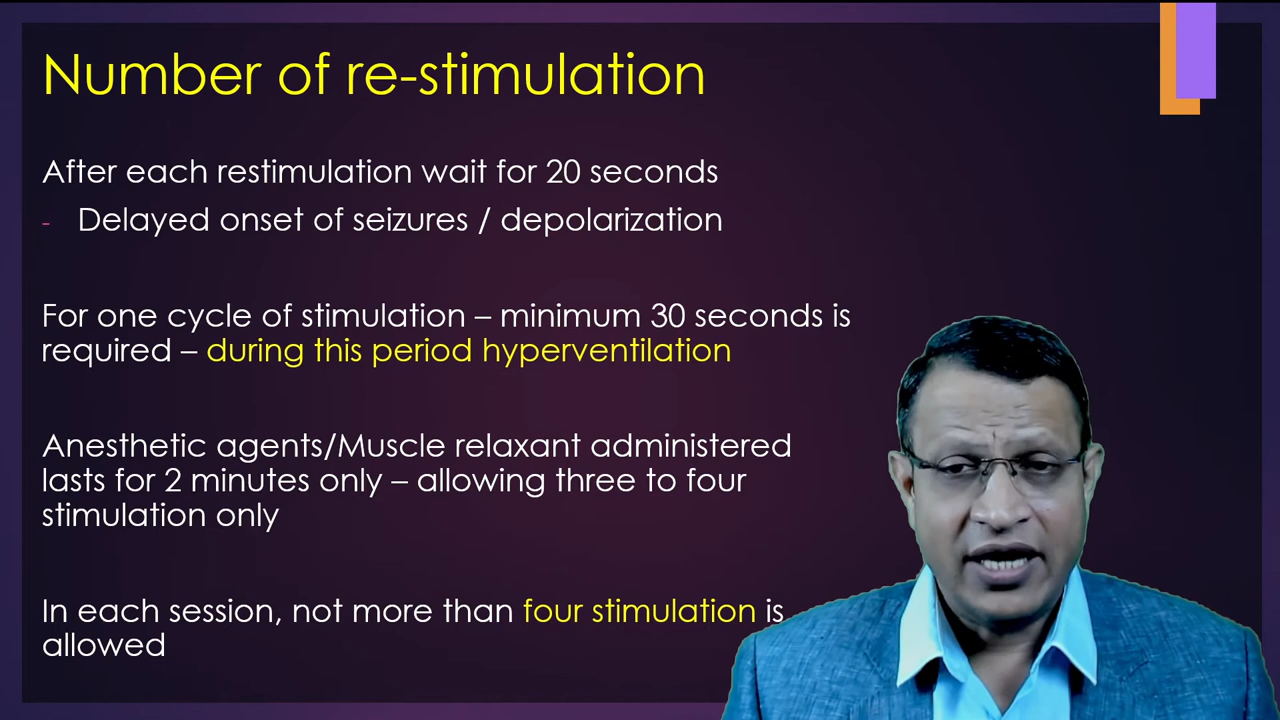 Number of re-stimulation
After each restimulation wait for 20 seconds
- Delayed onset of seizures / depolarization
For one cycle of stimulation – minimum 30 seconds is
required – during this period hyperventilation
Anesthetic agents/Muscle relaxant administered
lasts for 2 minutes only – allowing three to four
stimulation only
In each session, not more than four stimulation is
allowed